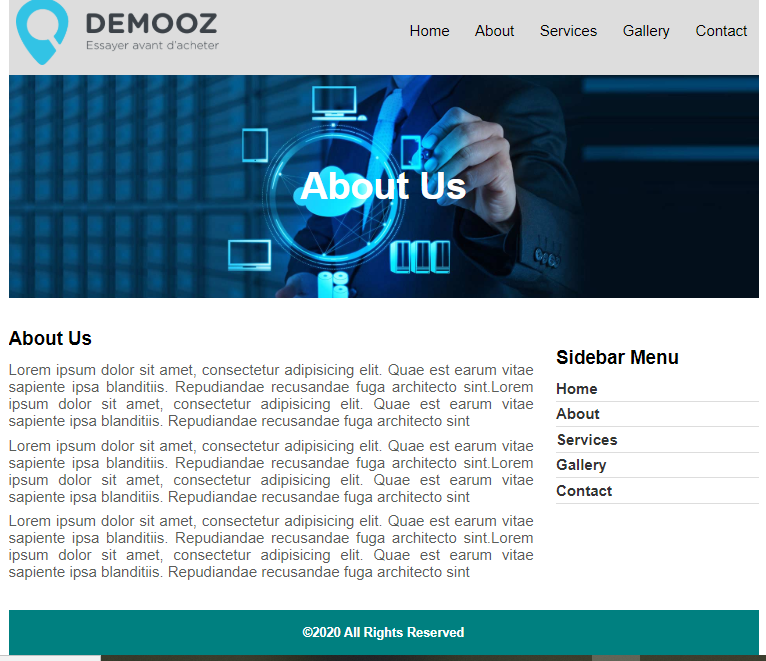 DEMOOZ
Essayer avant d'acheter
Home About Services Gallery Contact
About Us
About Us
Lorem ipsum dolor sit amet, consectetur adipisicing elit. Quae est earum vitae
sapiente ipsa blanditiis. Repudiandae recusandae fuga architecto sint.Lorem
ipsum dolor sit amet, consectetur adipisicing elit. Quae est earum vitae
sapiente ipsa blanditiis. Repudiandae recusandae fuga architecto sint
Lorem ipsum dolor sit amet, consectetur adipisicing elit. Quae est earum vitae
sapiente ipsa blanditiis. Repudiandae recusandae fuga architecto sint.Lorem
ipsum dolor sit amet, consectetur adipisicing elit. Quae est earum vitae
sapiente ipsa blanditiis. Repudiandae recusandae fuga architecto sint
Lorem ipsum dolor sit amet, consectetur adipisicing elit. Quae est earum vitae
sapiente ipsa blanditiis. Repudiandae recusandae fuga architecto sint.Lorem
ipsum dolor sit amet, consectetur adipisicing elit. Quae est earum vitae
sapiente ipsa blanditiis. Repudiandae recusandae fuga architecto sint
Sidebar Menu
Home
About
Services
Gallery
Contact
©2020 All Rights Reserved